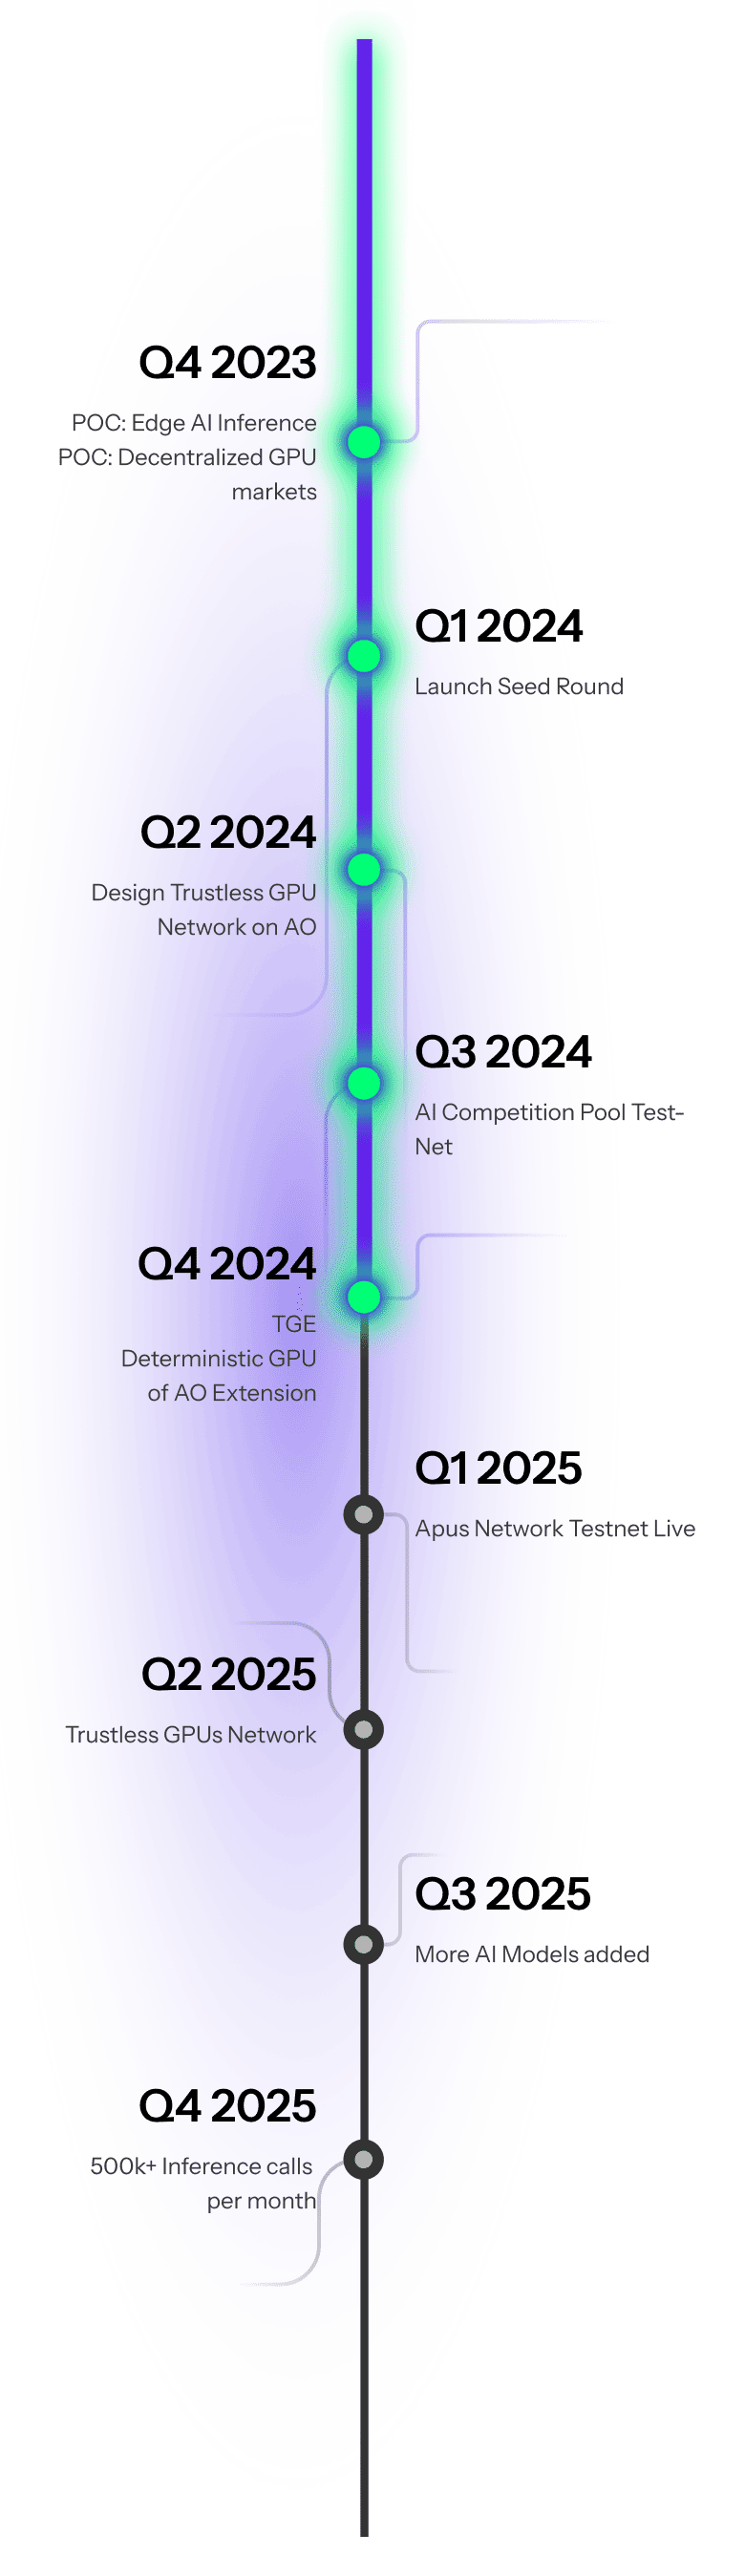 Q4 2023
POC: Edge AI Inference
POC: Decentralized GPU
markets
Q1 2024
Launch Seed Round
Q2 2024
Design Trustless GPU
Network on AO
Q3 2024
AI Competition Pool Test-
Net
Q4 2024
TGE
Deterministic GPU
of AO Extension
Q1 2025
Apus Network Testnet Live
Q2 2025
Trustless GPUs Network
Q3 2025
More AI Models added
Q4 2025
500k+ Inference calls
per month